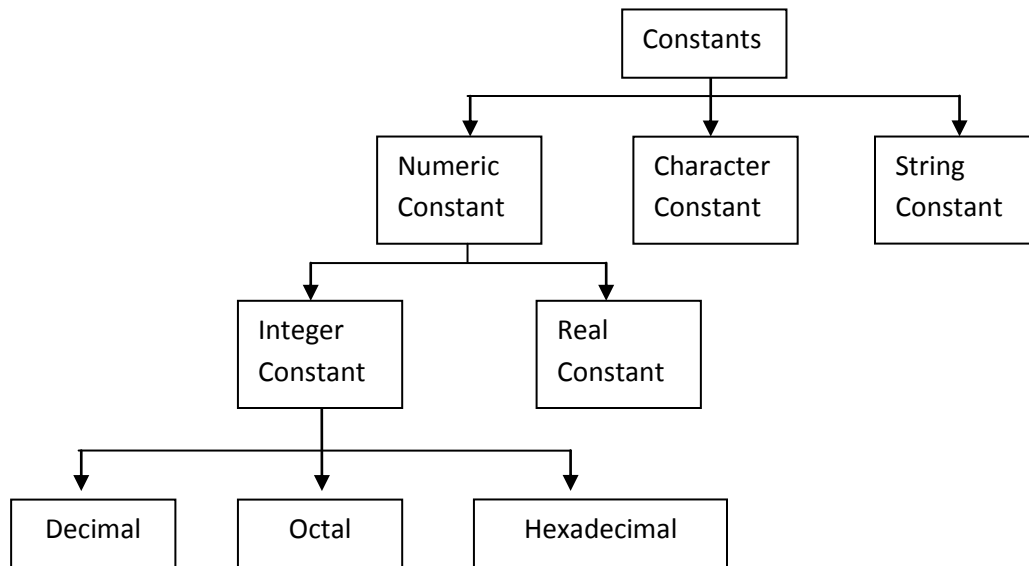 Constants
Numeric
Constant
Character
Constant
String
Constant
Integer
Constant
Real
Constant
Decimal
Octal
Hexadecimal